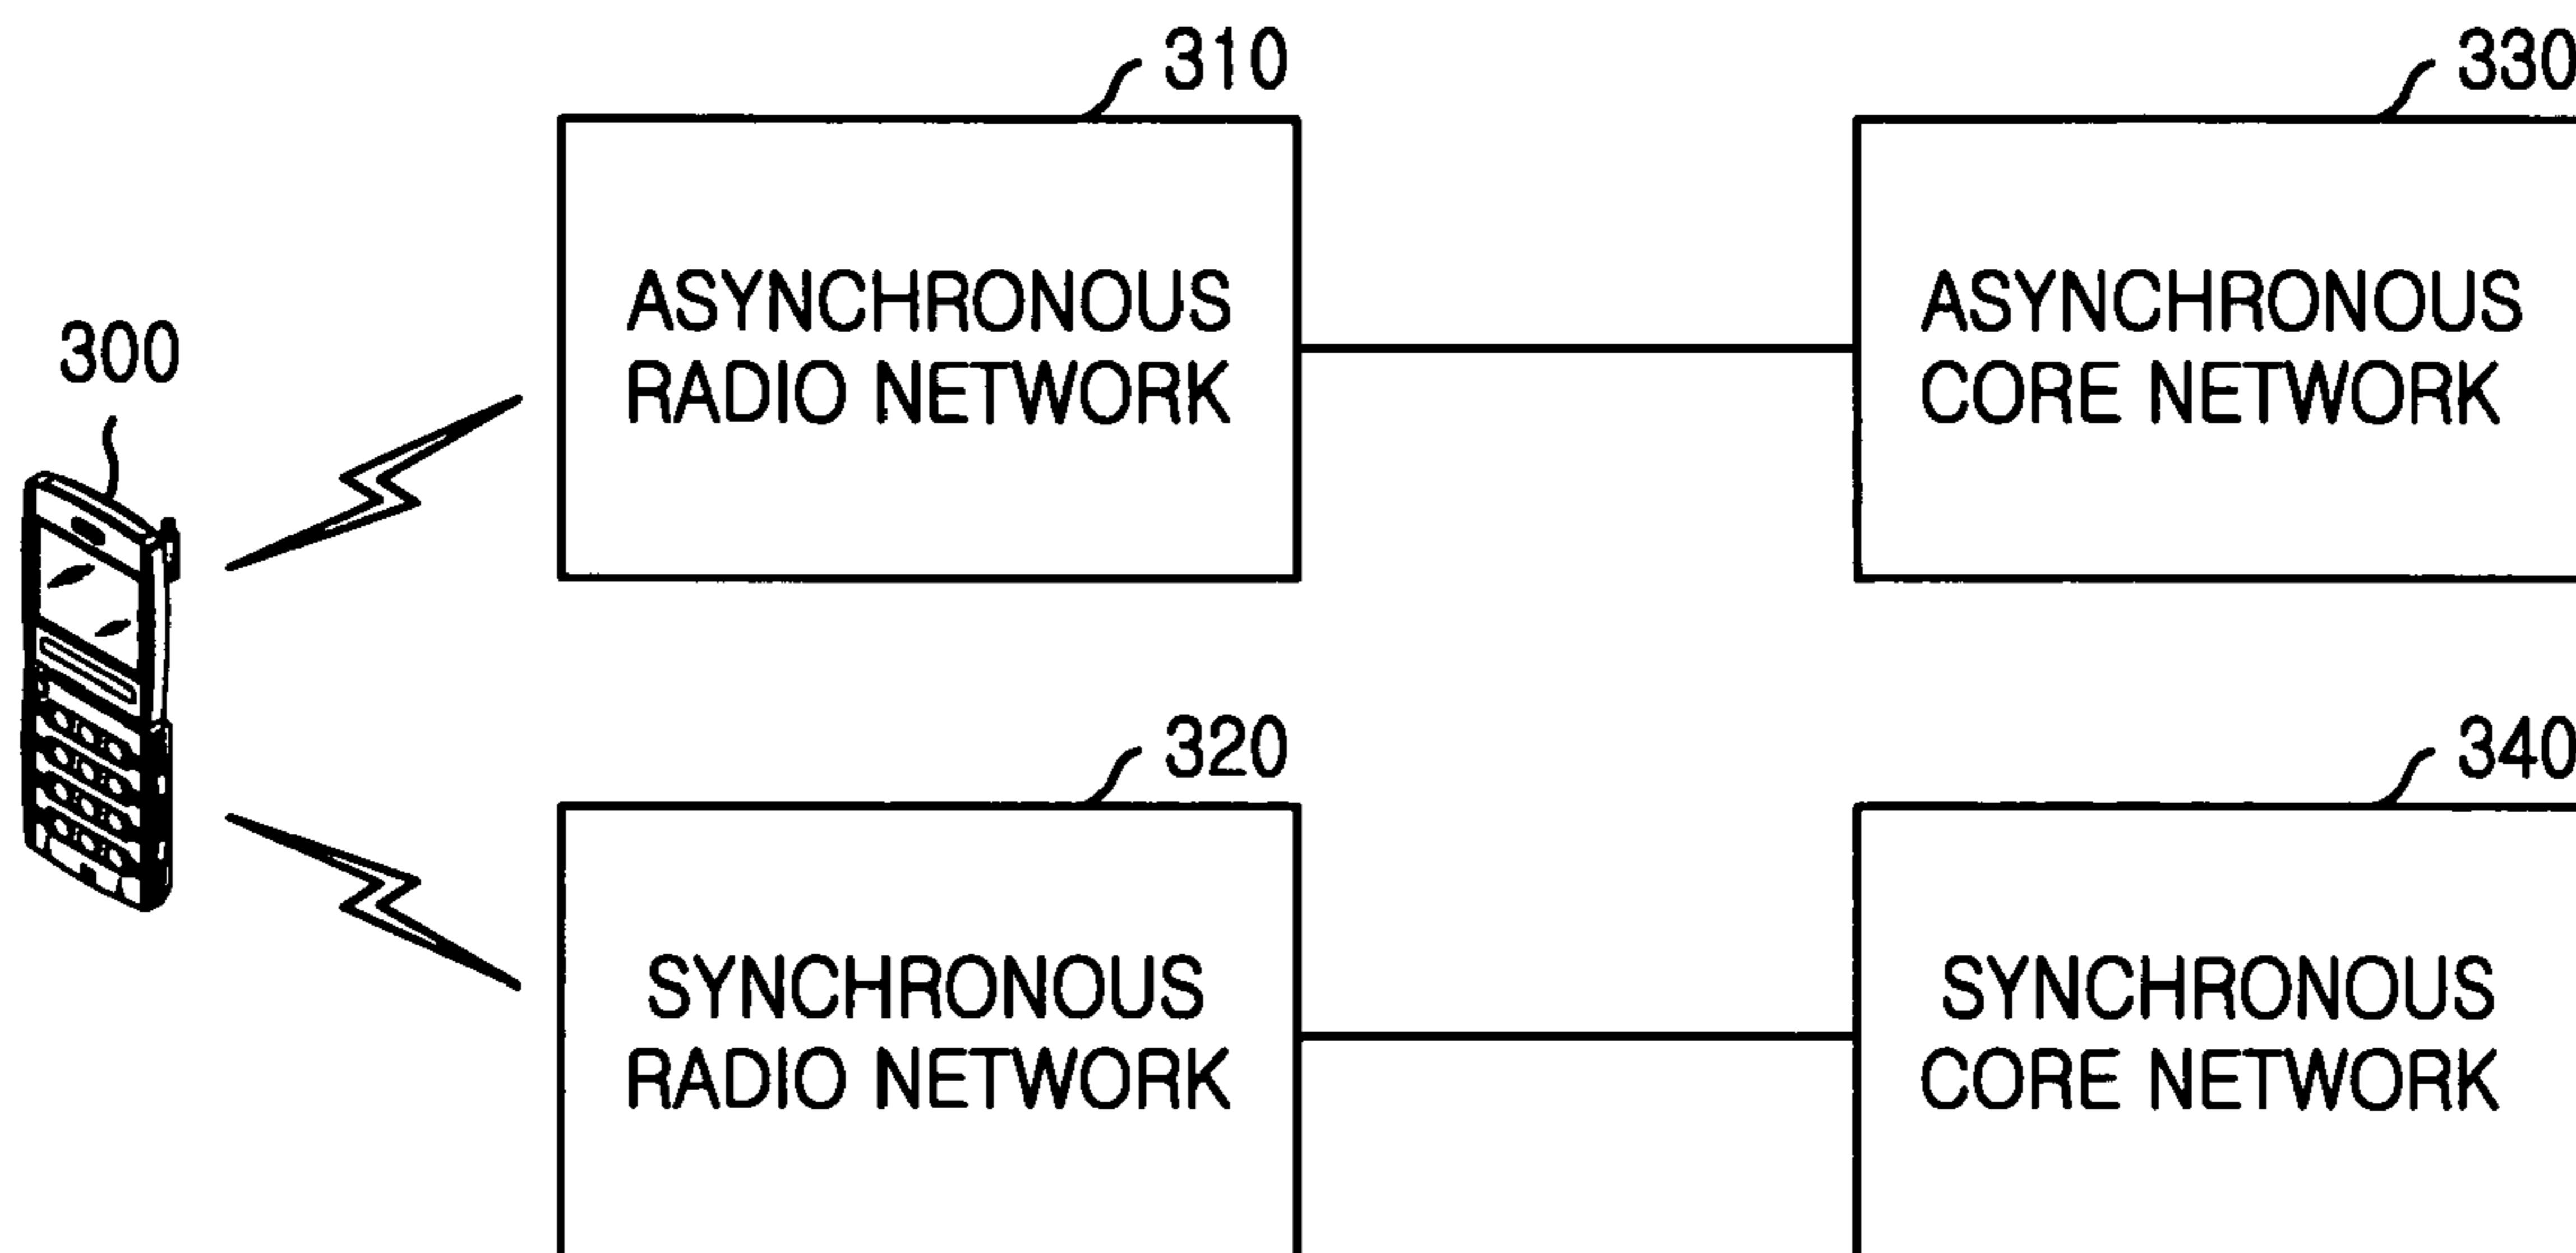 310
330
ASYNCHRONOUS
RADIO NETWORK
ASYNCHRONOUS
CORE NETWORK
300
320
340
SYNCHRONOUS
RADIO NETWORK
SYNCHRONOUS
CORE NETWORK